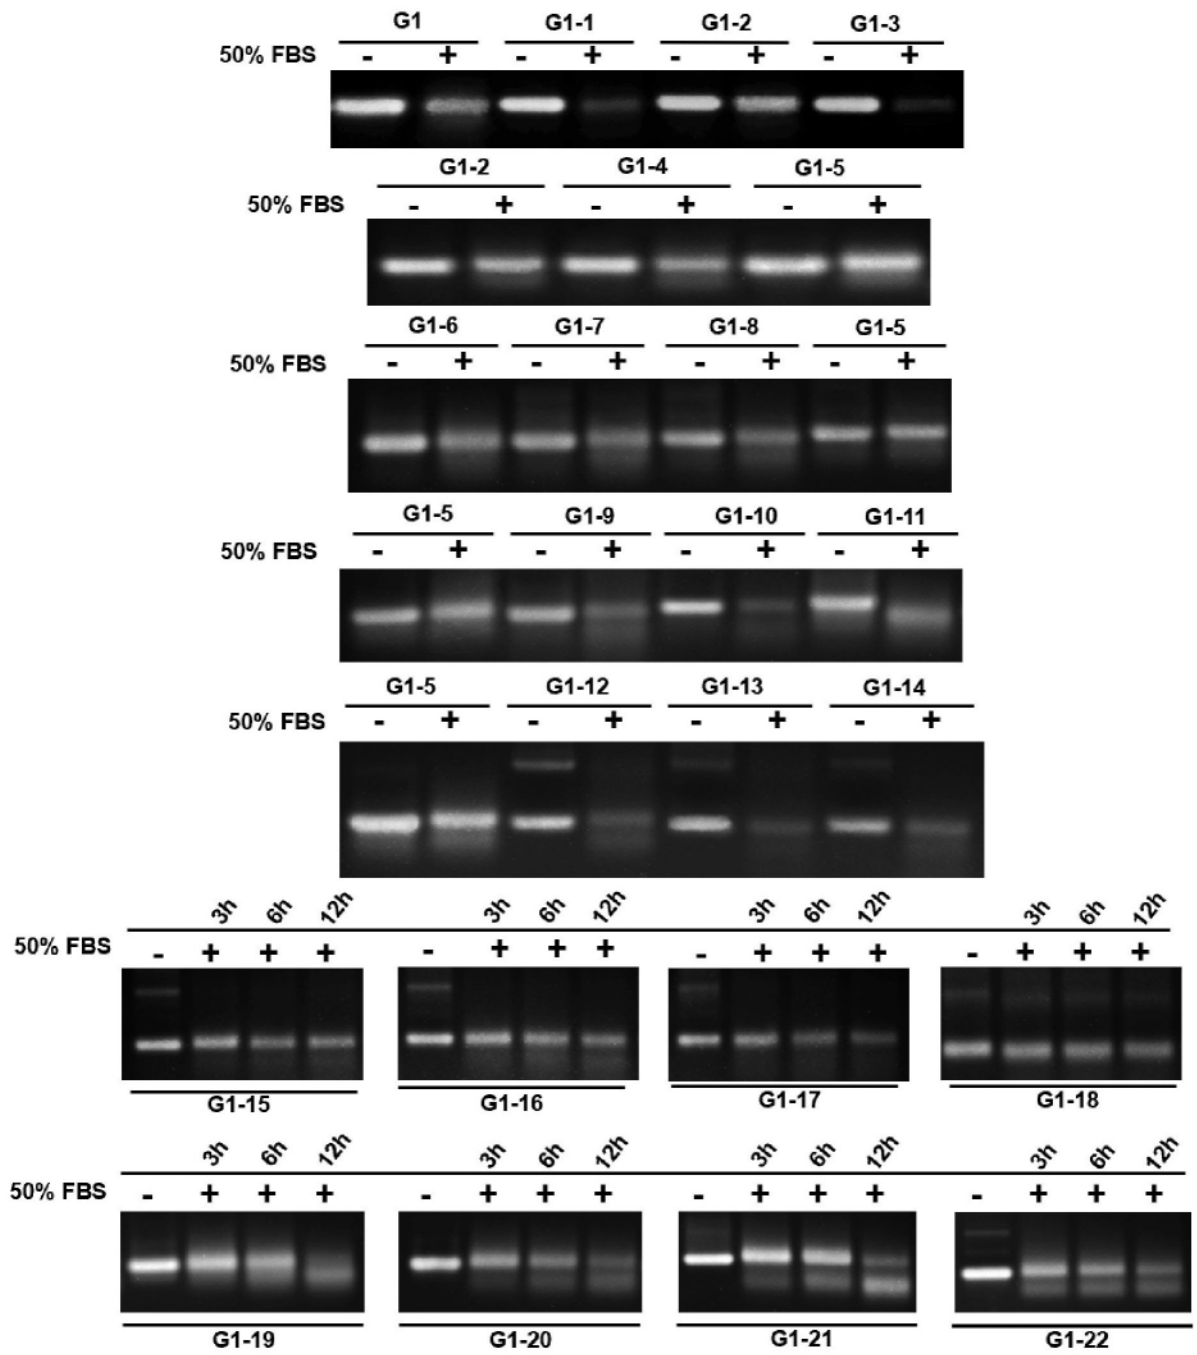 G1 G1-1 G1-2 G1-3
50% FBS - + - + - + - +
G1-2 G1-4 G1-5
50% FBS - + - + - +
G1-6 G1-7 G1-8 G1-5
50% FBS - + - + - + - +
G1-5 G1-9 G1-10 G1-11
50% FBS - + - + - + - +
G1-5 G1-12 G1-13 G1-14
50% FBS - + - + - + - +
3h 6h 12h 3h 6h 12h 3h 6h 12h 3h 6h 12h
50% FBS - + + + - + + + - + + + - + + +
G1-15 G1-16 G1-17 G1-18
3h 6h 12h 3h 6h 12h 3h 6h 12h 3h 6h 12h
50% FBS - + + + - + + + - + + + - + + +
G1-19 G1-20 G1-21 G1-22